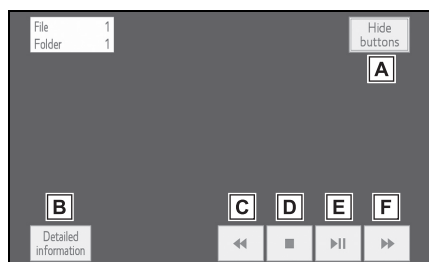 File 1
Folder 1
Hide
buttons
A
B
C
D
E
F
Detailed
information